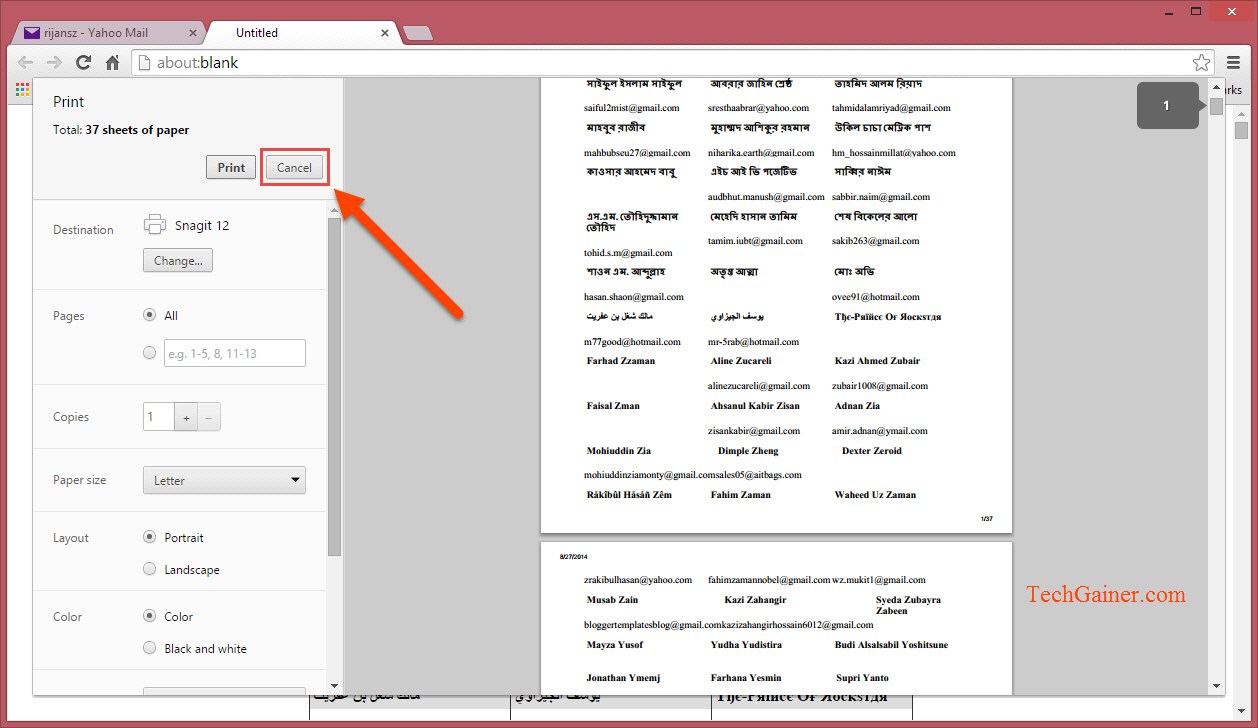 rijansz - Yahoo Mail
Untitled
about:blank
rks
Print
Total: 37 sheets of paper
Print Cancel
Destination Snagit 12
Change...
Pages All
e.g. 1-5, 8, 11-13
Copies 1 + −
Paper size Letter
Layout Portrait
Landscape
Color Color
Black and white
1
সাইফুল ইসলাম সাইফুল আবরার জাহিন শ্রেষ্ঠ তাহমিদ আলম রিয়াদ
saiful2mist@gmail.com sresthaabrar@yahoo.com tahmidalamriyad@gmail.com
মাহবুব রাজীব মুহাম্মদ আশিকুর রহমান উকিল চাচা মেট্রিক পাশ
mahbubseu27@gmail.com niharika.earth@gmail.com hm_hossainmillat@yahoo.com
কাওসার আহমেদ বাবু এইচ আই ভি পজেটিভ সাব্বির নাঈম
audbhut.manush@gmail.com sabbir.naim@gmail.com
এস.এম. তৌহিদুজ্জামান মেহেদি হাসান তামিম শেষ বিকেলের আলো
তৌহিদ
tamim.iubt@gmail.com sakib263@gmail.com
tohid.s.m@gmail.com
শাওন এম. আব্দুল্লাহ অতৃপ্ত আত্মা মোঃ অভি
hasan.shaon@gmail.com ovee91@hotmail.com
مالك شغل بن عفريت يوسف الجيزاوي Tђє-Pяїïicє Oғ Яockƨтдя
m77good@hotmail.com mr-5rab@hotmail.com
Farhad Zzaman Aline Zucareli Kazi Ahmed Zubair
alinezucareli@gmail.com zubair1008@gmail.com
Faisal Zman Ahsanul Kabir Zisan Adnan Zia
zisankabir@gmail.com amir.adnan@ymail.com
Mohiuddin Zia Dimple Zheng Dexter Zeroid
mohiuddinziamonty@gmail.comsales05@aitbags.com
Råkîbûl Håsåñ Zêm Fahim Zaman Waheed Uz Zaman
1/37
8/27/2014
zrakibulhasan@yahoo.com fahimzamannobel@gmail.com wz.mukit1@gmail.com
Musab Zain Kazi Zahangir Syeda Zubayra
Zabeen
bloggertemplatesblog@gmail.comkazizahangirhossain6012@gmail.com
Mayza Yusof Yudha Yudistira Budi Alsalsabil Yoshitsune
Jonathan Ymemj Farhana Yesmin Supri Yanto
TechGainer.com
مالك شغل بن عفريت يوسف الجيزاوي